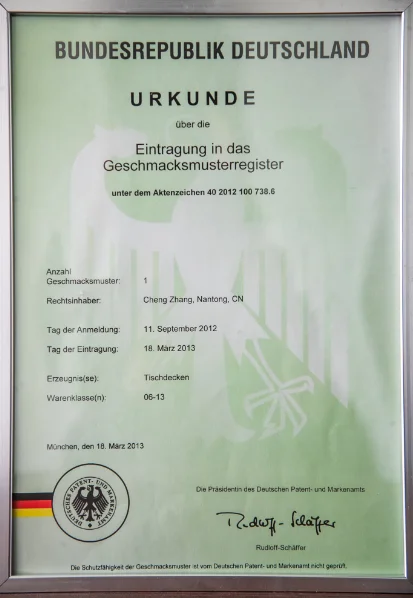 BUNDESREPUBLIK DEUTSCHLAND
URKUNDE
über die
Eintragung in das
Geschmacksmusterregister
unter dem Aktenzeichen 40 2012 100 738.6
Anzahl
Geschmacksmuster: 1
Rechtsinhaber: Cheng Zhang, Nantong, CN
Tag der Anmeldung: 11. September 2012
Tag der Eintragung: 18. März 2013
Erzeugnis(se): Tischdecken
Warenklasse(n): 06-13
München, den 18. März 2013
DEUTSCHES PATENT- UND MARKENAMT
Die Präsidentin des Deutschen Patent- und Markenamts
Rudloff-Schäffer
Rudloff-Schäffer
Die Schutzfähigkeit der Geschmacksmuster ist vom Deutschen Patent- und Markenamt nicht geprüft.